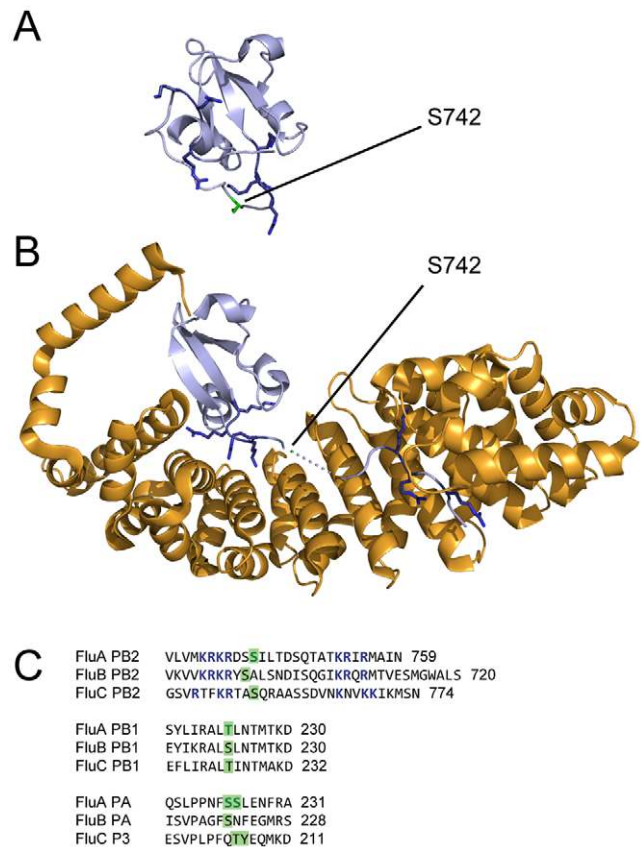 A
S742
B
S742
C
FluA PB2 VLVMKRKRDSSILTDSQTATKRIRMAIN 759
FluB PB2 VKVVKRKRYSALSNDISQGIKRQRMTVESMGWALS 720
FluC PB2 GSVRTFKRTASQRAASSDVNKNVKKIKMSN 774
FluA PB1 SYLIRALTLNTMTKD 230
FluB PB1 EYIKRALSLNTMTKD 230
FluC PB1 EFLIRALTINTMAKD 232
FluA PA QSLPPNFSSLENFRA 231
FluB PA ISVPAGFSNFEGMRS 228
FluC P3 ESVPLPFQTYEQMKD 211